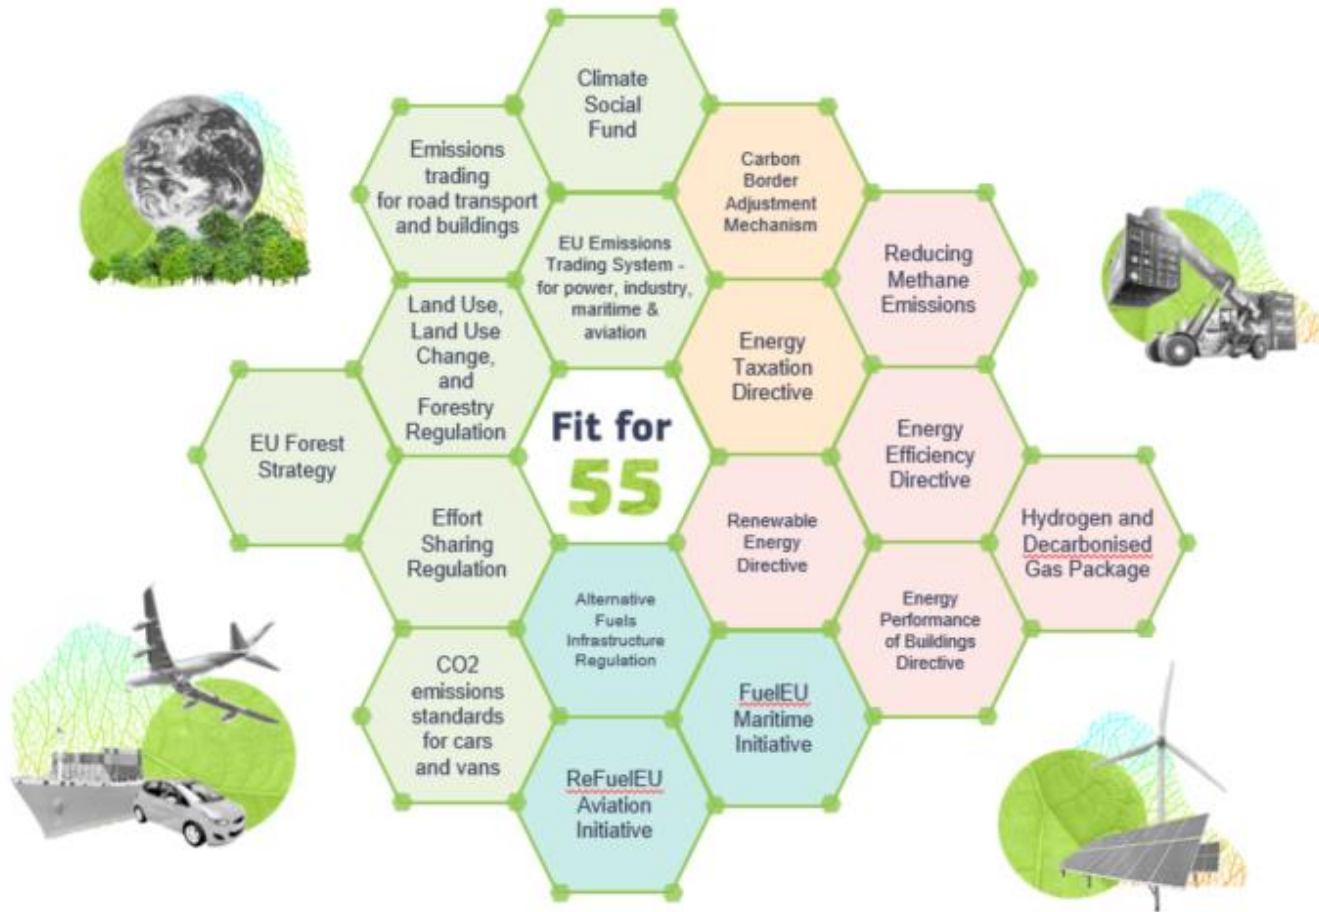 Climate
Social
Fund
Emissions
trading
for road transport
and buildings
Carbon
Border
Adjustment
Mechanism
EU Emissions
Trading System -
for power, industry,
maritime &
aviation
Reducing
Methane
Emissions
Land Use,
Land Use
Change,
and
Forestry
Regulation
Energy
Taxation
Directive
EU Forest
Strategy
Fit for
55
Energy
Efficiency
Directive
Effort
Sharing
Regulation
Renewable
Energy
Directive
Hydrogen and
Decarbonised
Gas Package
Alternative
Fuels
Infrastructure
Regulation
Energy
Performance
of Buildings
Directive
CO2
emissions
standards
for cars
and vans
FuelEU
Maritime
Initiative
ReFuelEU
Aviation
Initiative